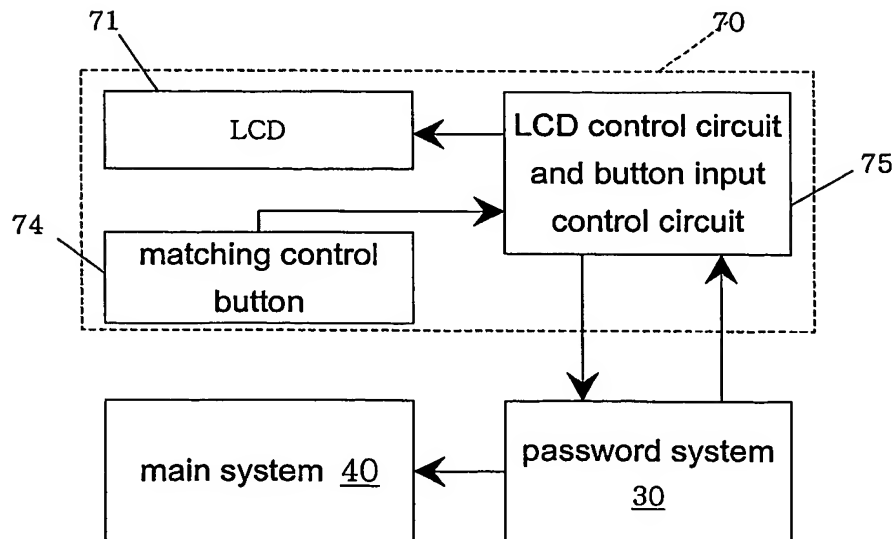 71
70
LCD
LCD control circuit
and button input
control circuit
75
74
matching control
button
main system 40
password system
30